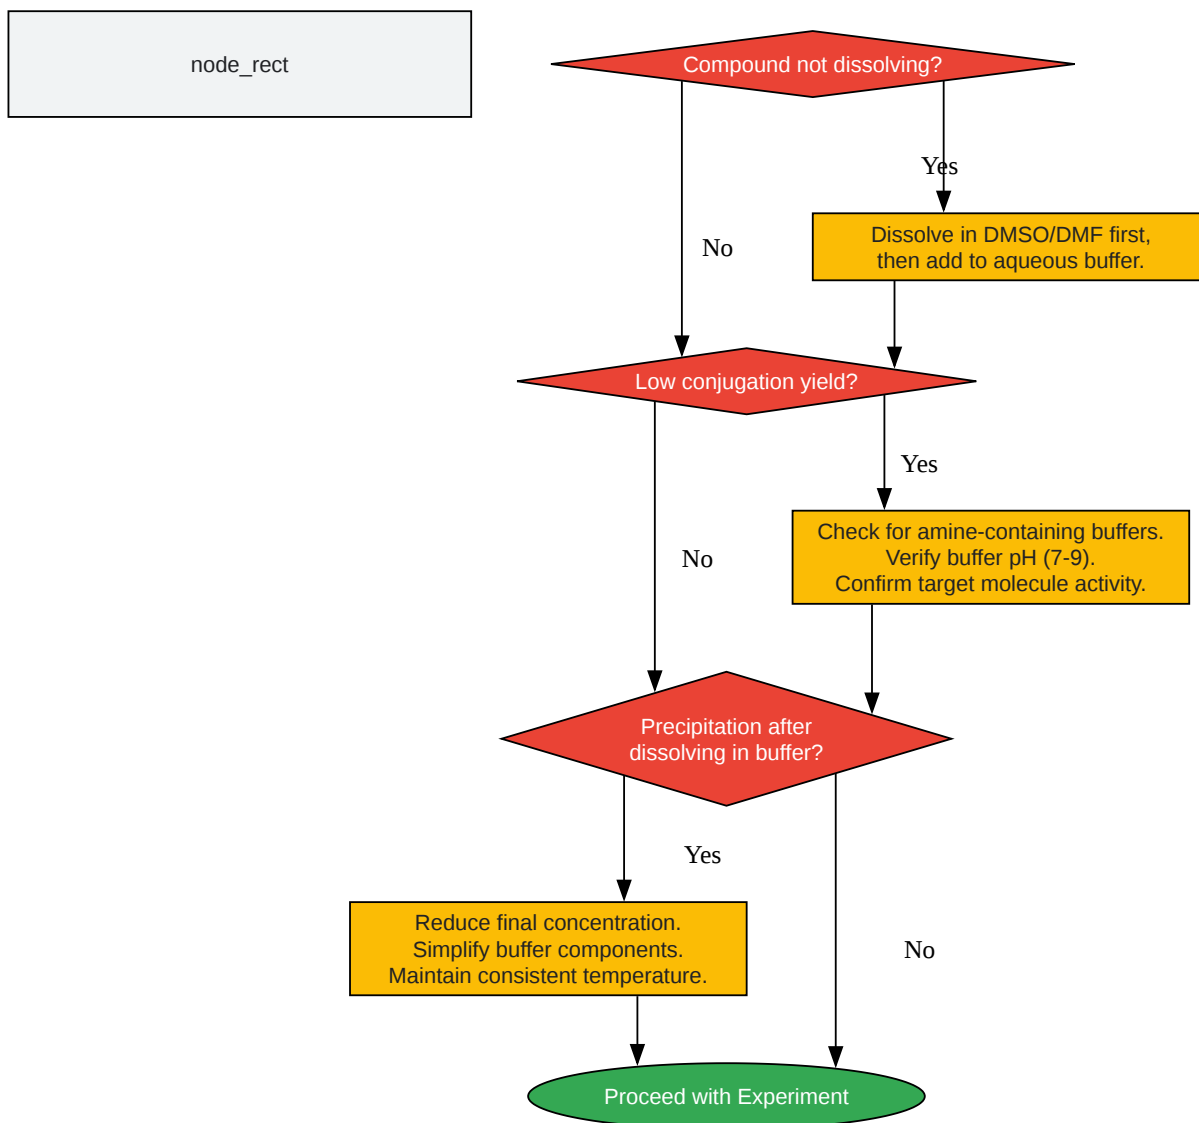 node_rect
Compound not dissolving?
Yes
No
Dissolve in DMSO/DMF first,
then add to aqueous buffer.
Low conjugation yield?
Yes
No
Check for amine-containing buffers.
Verify buffer pH (7-9).
Confirm target molecule activity.
Precipitation after
dissolving in buffer?
Yes
No
Reduce final concentration.
Simplify buffer components.
Maintain consistent temperature.
Proceed with Experiment